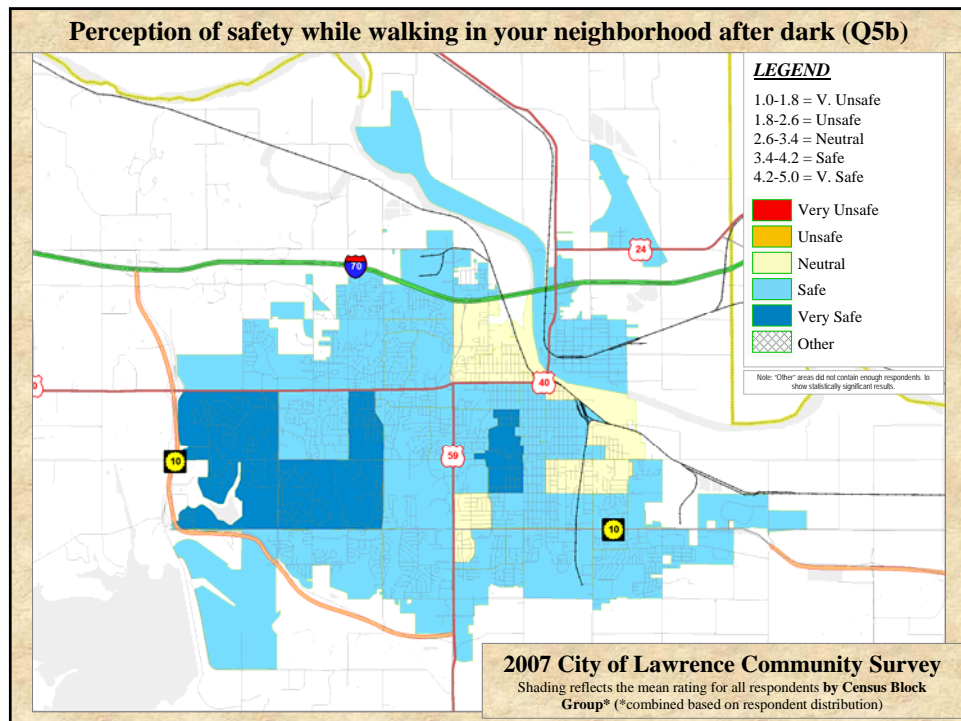 Perception of safety while walking in your neighborhood after dark (Q5b)
LEGEND
1.0-1.8 = V. Unsafe
1.8-2.6 = Unsafe
2.6-3.4 = Neutral
3.4-4.2 = Safe
4.2-5.0 = V. Safe
Very Unsafe
Unsafe
Neutral
Safe
Very Safe
Other
Note: "Other" areas did not contain enough respondents to
show statistically significant results.
24
70
40
59
10
10
2007 City of Lawrence Community Survey
Shading reflects the mean rating for all respondents by Census Block
Group* (*combined based on respondent distribution)